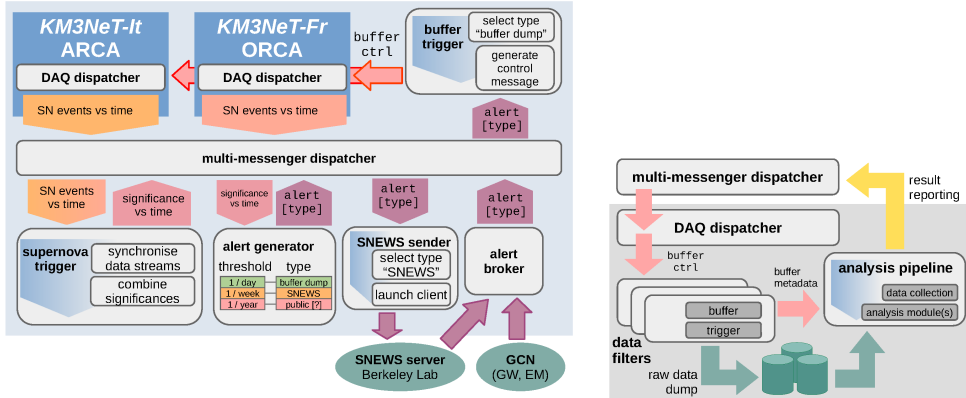 KM3NeT-It
ARCA
DAQ dispatcher
SN events vs time
KM3NeT-Fr
ORCA
DAQ dispatcher
SN events vs time
buffer
ctrl
buffer
trigger
select type
“buffer dump”
generate
control
message
alert
[type]
multi-messenger dispatcher
SN events
vs time
significance
vs time
significance
vs time
alert
[type]
alert
[type]
alert
[type]
supernova
trigger
synchronise
data streams
combine
significances
alert generator
threshold type
1 / day buffer dump
1 / week SNEWS
1 / year public [?]
SNEWS sender
select type
“SNEWS”
launch client
alert
broker
SNEWS server
Berkeley Lab
GCN
(GW, EM)
multi-messenger dispatcher
result
reporting
DAQ dispatcher
buffer
ctrl
buffer
metadata
analysis pipeline
data collection
analysis module(s)
buffer
trigger
data
filters
raw data
dump